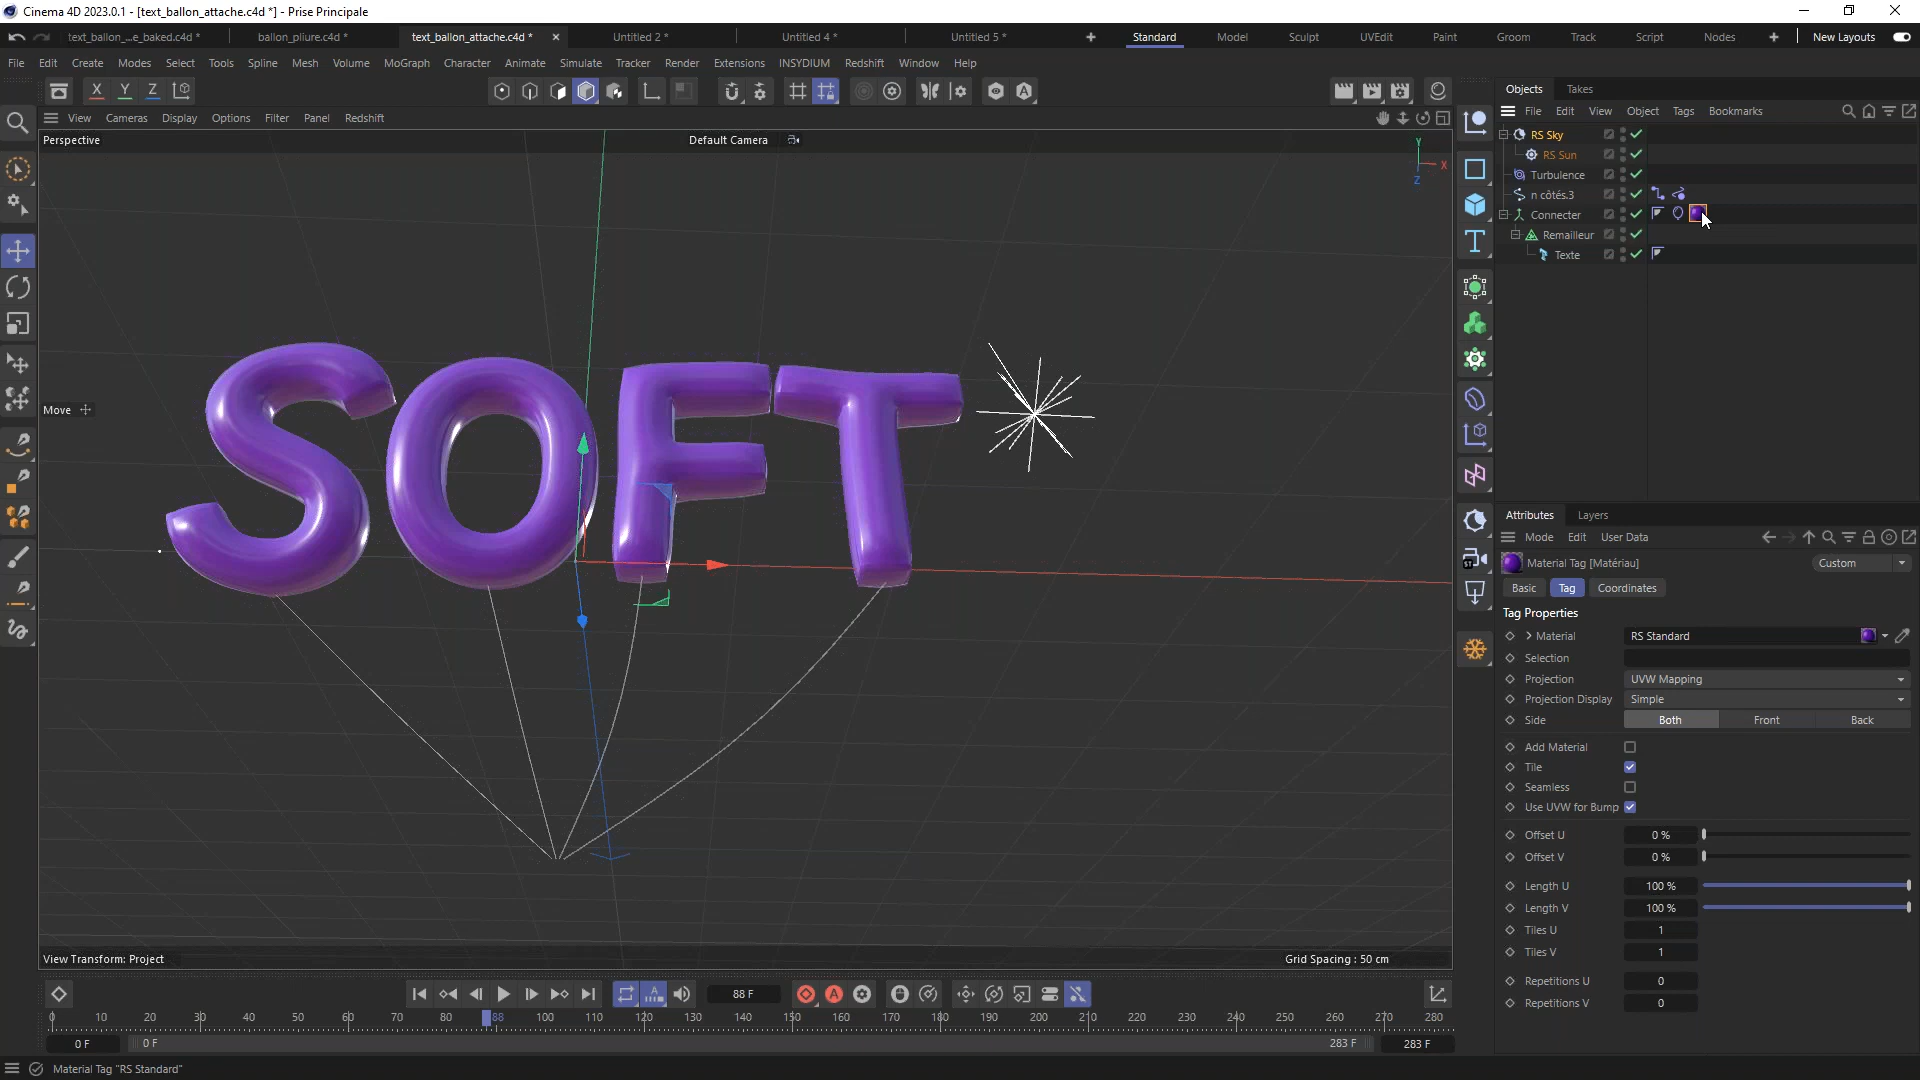 Cinema 4D 2023.0.1 - [text_ballon_attache.c4d *] - Prise Principale
text_ballon_...e_baked.c4d *
ballon_pliure.c4d *
text_ballon_attache.c4d *
Untitled 2 *
Untitled 4 *
Untitled 5 *
Standard
Model
Sculpt
UVEdit
Paint
Groom
Track
Script
Nodes
New Layouts
File Edit Create Modes Select Tools Spline Mesh Volume MoGraph Character Animate Simulate Tracker Render Extensions INSYDIUM Redshift Window Help
X Y Z
Objects Takes
View Cameras Display Options Filter Panel Redshift
File Edit View Object Tags Bookmarks
Perspective
Default Camera
Y
X
Z
RS Sky
RS Sun
Turbulence
n côtés.3
Connecter
Remailleur
Texte
SOFT
Move
Attributes Layers
Mode Edit User Data
Material Tag [Matériau]
Custom
Basic Tag Coordinates
Tag Properties
Material RS Standard
Selection
Projection UVW Mapping
Projection Display Simple
Side Both Front Back
Add Material
Tile
Seamless
Use UVW for Bump
Offset U 0 %
Offset V 0 %
Length U 100 %
Length V 100 %
Tiles U 1
Tiles V 1
Repetitions U 0
Repetitions V 0
View Transform: Project
Grid Spacing : 50 cm
88 F
0 10 20 30 40 50 60 70 80 88 100 110 120 130 140 150 160 170 180 190 200 210 220 230 240 250 260 270 280
0 F
0 F
283 F
283 F
Material Tag "RS Standard"